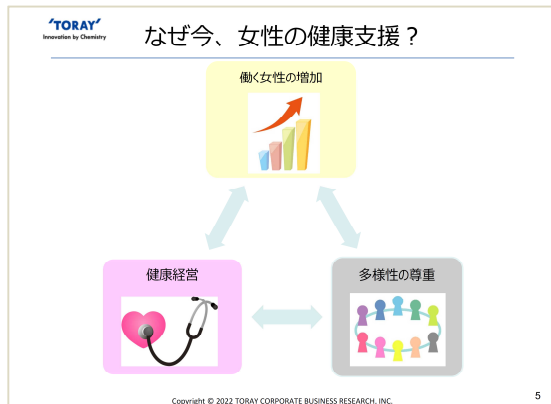 'TORAY'
Innovation by Chemistry
なぜ今、女性の健康支援？
働く女性の増加
健康経営
多様性の尊重
Copyright © 2022 TORAY CORPORATE BUSINESS RESEARCH, INC.
5